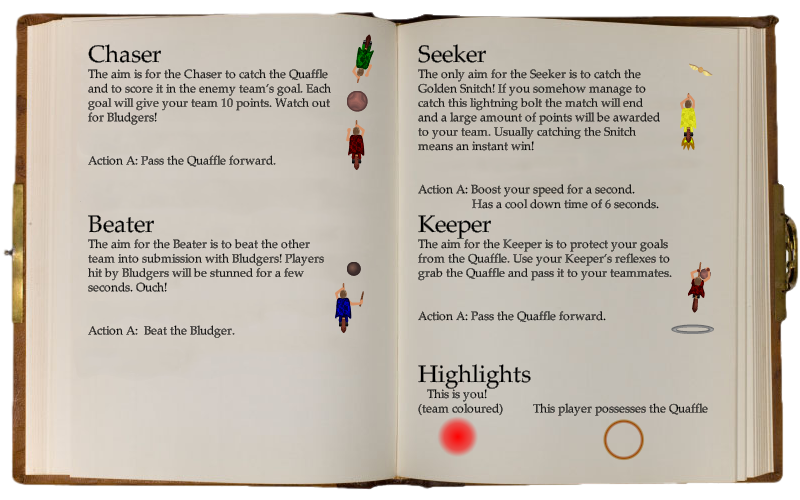 Chaser
The aim is for the Chaser to catch the Quaffle
and to score it in the enemy team's goal. Each
goal will give your team 10 points. Watch out
for Bludgers!
Action A: Pass the Quaffle forward.
Beater
The aim for the Beater is to beat the other
team into submission with Bludgers! Players
hit by Bludgers will be stunned for a few
seconds. Ouch!
Action A:  Beat the Bludger.
Seeker
The only aim for the Seeker is to catch the
Golden Snitch! If you somehow manage to
catch this lightning bolt the match will end
and a large amount of points will be awarded
to your team. Usually catching the Snitch
means an instant win!
Action A: Boost your speed for a second.
Has a cool down time of 6 seconds.
Keeper
The aim for the Keeper is to protect your goals
from the Quaffle. Use your Keeper's reflexes to
grab the Quaffle and pass it to your teammates.
Action A: Pass the Quaffle forward.
Highlights
This is you!
(team coloured)
This player possesses the Quaffle